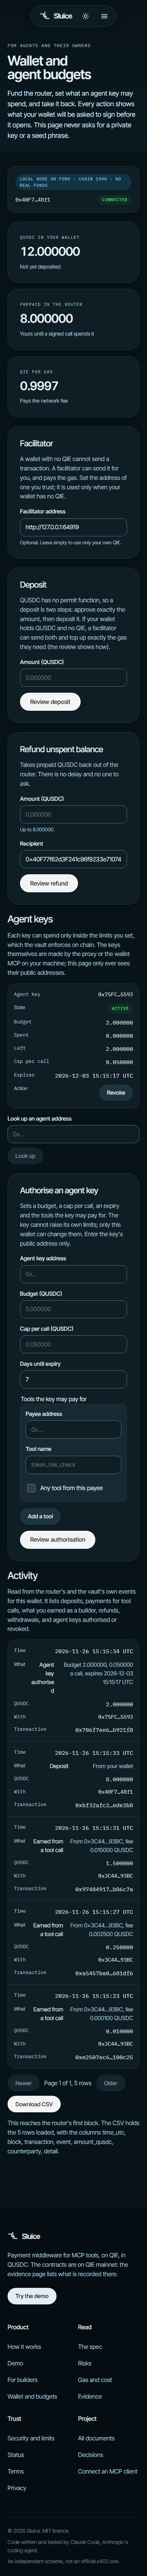 Sluice
FOR AGENTS AND THEIR OWNERS
Wallet and
agent budgets
Fund the router, set what an agent key may
spend, and take it back. Every action shows
what your wallet will be asked to sign before
it opens. This page never asks for a private
key or a seed phrase.
LOCAL NODE OR FORK · CHAIN 1990 · NO
REAL FUNDS
0x40F7…48f1
CONNECTED
QUSDC IN YOUR WALLET
12.000000
Not yet deposited
PREPAID IN THE ROUTER
8.000000
Yours until a signed call spends it
QIE FOR GAS
0.9997
Pays the network fee
Facilitator
A wallet with no QIE cannot send a
transaction. A facilitator can send it for
you, and pays the gas. Set the address of
one you trust; it is used only when your
wallet has no QIE.
Facilitator address
http://127.0.0.1:64919
Optional. Leave empty to use only your own QIE.
Deposit
QUSDC has no permit function, so a
deposit is two steps: approve exactly the
amount, then deposit it. If your wallet
holds QUSDC and no QIE, a facilitator
can send both and top up exactly the gas
they need (the review shows how).
Amount (QUSDC)
0.000000
Review deposit
Refund unspent balance
Takes prepaid QUSDC back out of the
router. There is no delay and no one to
ask.
Amount (QUSDC)
0.000000
Up to 8.000000.
Recipient
0x40F77f62d3F241c96f9233e71074
Review refund
Agent keys
Each key can spend only inside the limits you set,
which the vault enforces on chain. The keys
themselves are made by the proxy or the wallet
MCP on your machine; this page only ever sees
their public addresses.
Agent key 0x75FC…5593
State ACTIVE
Budget 2.000000
Spent 0.000000
Left 2.000000
Cap per call 0.050000
Expires 2026-12-03 15:15:17 UTC
Action Revoke
Look up an agent address
0x…
Look up
Authorise an agent key
Sets a budget, a cap per call, an expiry
and the tools the key may pay for. The
key cannot raise its own limits; only this
wallet can change them. Enter the key's
public address only.
Agent key address
0x…
Budget (QUSDC)
5.000000
Cap per call (QUSDC)
0.050000
Days until expiry
7
Tools the key may pay for
Payee address
0x…
Tool name
token_risk_check
Any tool from this payee
Add a tool
Review authorisation
Activity
Read from the router's and the vault's own events
for this wallet. It lists deposits, payments for tool
calls, what you earned as a builder, refunds,
withdrawals, and agent keys authorised or
revoked.
Time 2026-11-26 15:15:34 UTC
What Agent key authorised Budget 2.000000, 0.050000 a call, expires 2026-12-03 15:15:17 UTC
QUSDC 2.000000
With 0x75FC…5593
Transaction 0x706f7ee6…b921f8
Time 2026-11-26 15:15:33 UTC
What Deposit From your wallet
QUSDC 8.000000
With 0x40F7…48f1
Transaction 0xbf32afc2…ede3b8
Time 2026-11-26 15:15:31 UTC
What Earned from a tool call From 0x3C44…93BC, fee 0.015000 QUSDC
QUSDC 1.500000
With 0x3C44…93BC
Transaction 0x97484917…b86c7a
Time 2026-11-26 15:15:27 UTC
What Earned from a tool call From 0x3C44…93BC, fee 0.002500 QUSDC
QUSDC 0.250000
With 0x3C44…93BC
Transaction 0xa5457ba0…681df6
Time 2026-11-26 15:15:23 UTC
What Earned from a tool call From 0x3C44…93BC, fee 0.000100 QUSDC
QUSDC 0.010000
With 0x3C44…93BC
Transaction 0xe2507ec6…100c25
Newer Page 1 of 1, 5 rows Older
Download CSV
This reaches the router's first block. The CSV holds
the 5 rows loaded, with the columns time_utc,
block, transaction, event, amount_qusdc,
counterparty, detail.
Sluice
Payment middleware for MCP tools, on QIE, in
QUSDC. The contracts are on QIE mainnet: the
evidence page lists what is recorded there.
Try the demo
Product
How it works
Demo
For builders
Wallet and budgets
Read
The spec
Risks
Gas and cost
Evidence
Trust
Security and limits
Status
Terms
Privacy
Project
All documents
Decisions
Connect an MCP client
© 2026 Sluice. MIT licence.
Code written and tested by Claude Code, Anthropic's
coding agent.
An independent scheme, not an official x402 one.